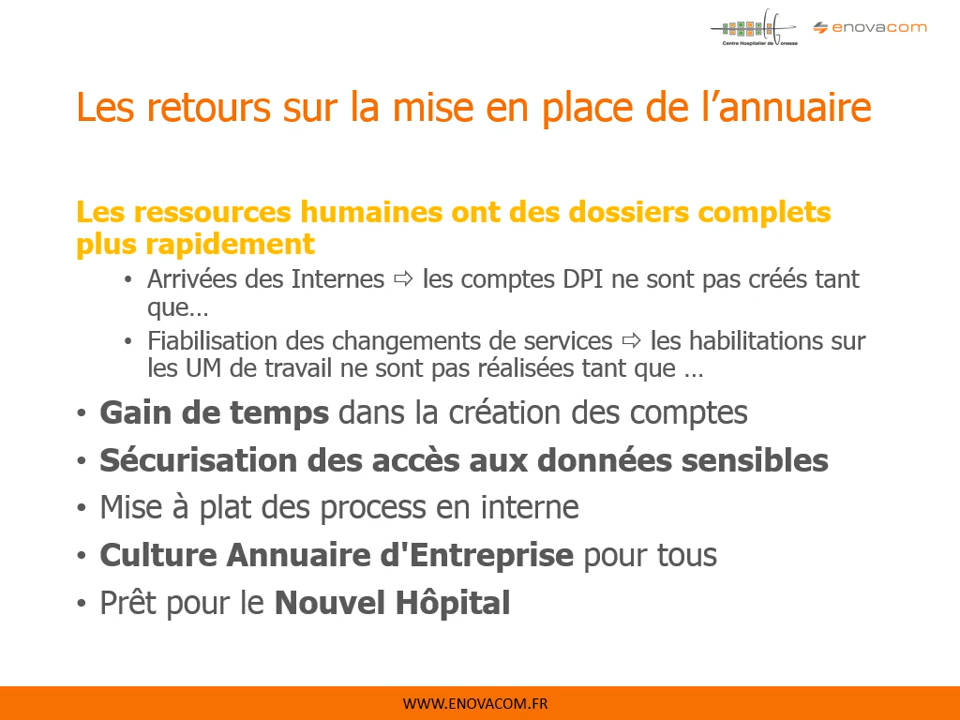 Centre Hospitalier de Gonesse
enovacom
Les retours sur la mise en place de l’annuaire
Les ressources humaines ont des dossiers complets
plus rapidement
• Arrivées des Internes ⇨ les comptes DPI ne sont pas créés tant
que…
• Fiabilisation des changements de services ⇨ les habilitations sur
les UM de travail ne sont pas réalisées tant que …
• Gain de temps dans la création des comptes
• Sécurisation des accès aux données sensibles
• Mise à plat des process en interne
• Culture Annuaire d'Entreprise pour tous
• Prêt pour le Nouvel Hôpital
WWW.ENOVACOM.FR